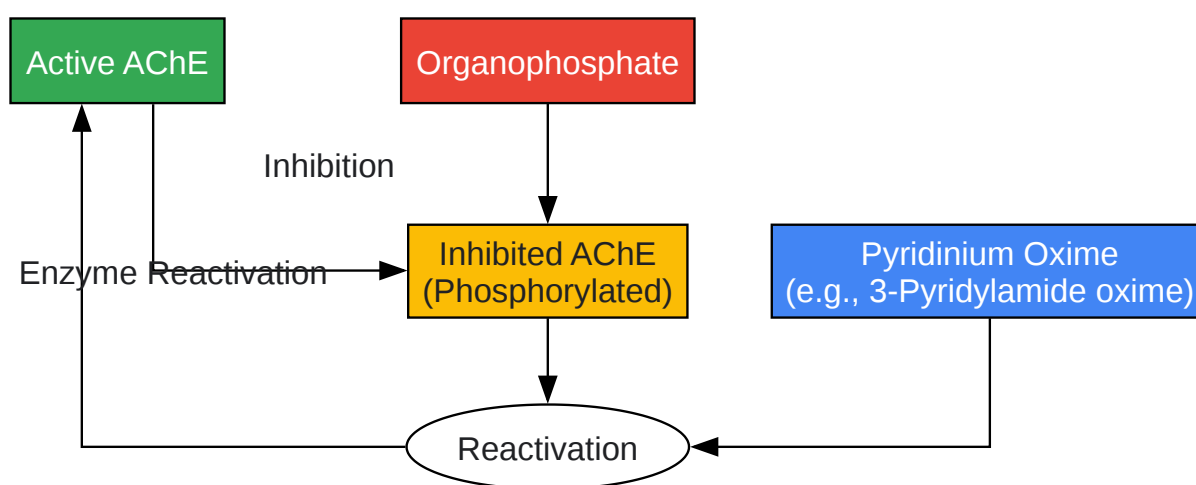 Active AChE
Organophosphate
Inhibition
Inhibited AChE
(Phosphorylated)
Pyridinium Oxime
(e.g., 3-Pyridylamide oxime)
Enzyme Reactivation
Reactivation